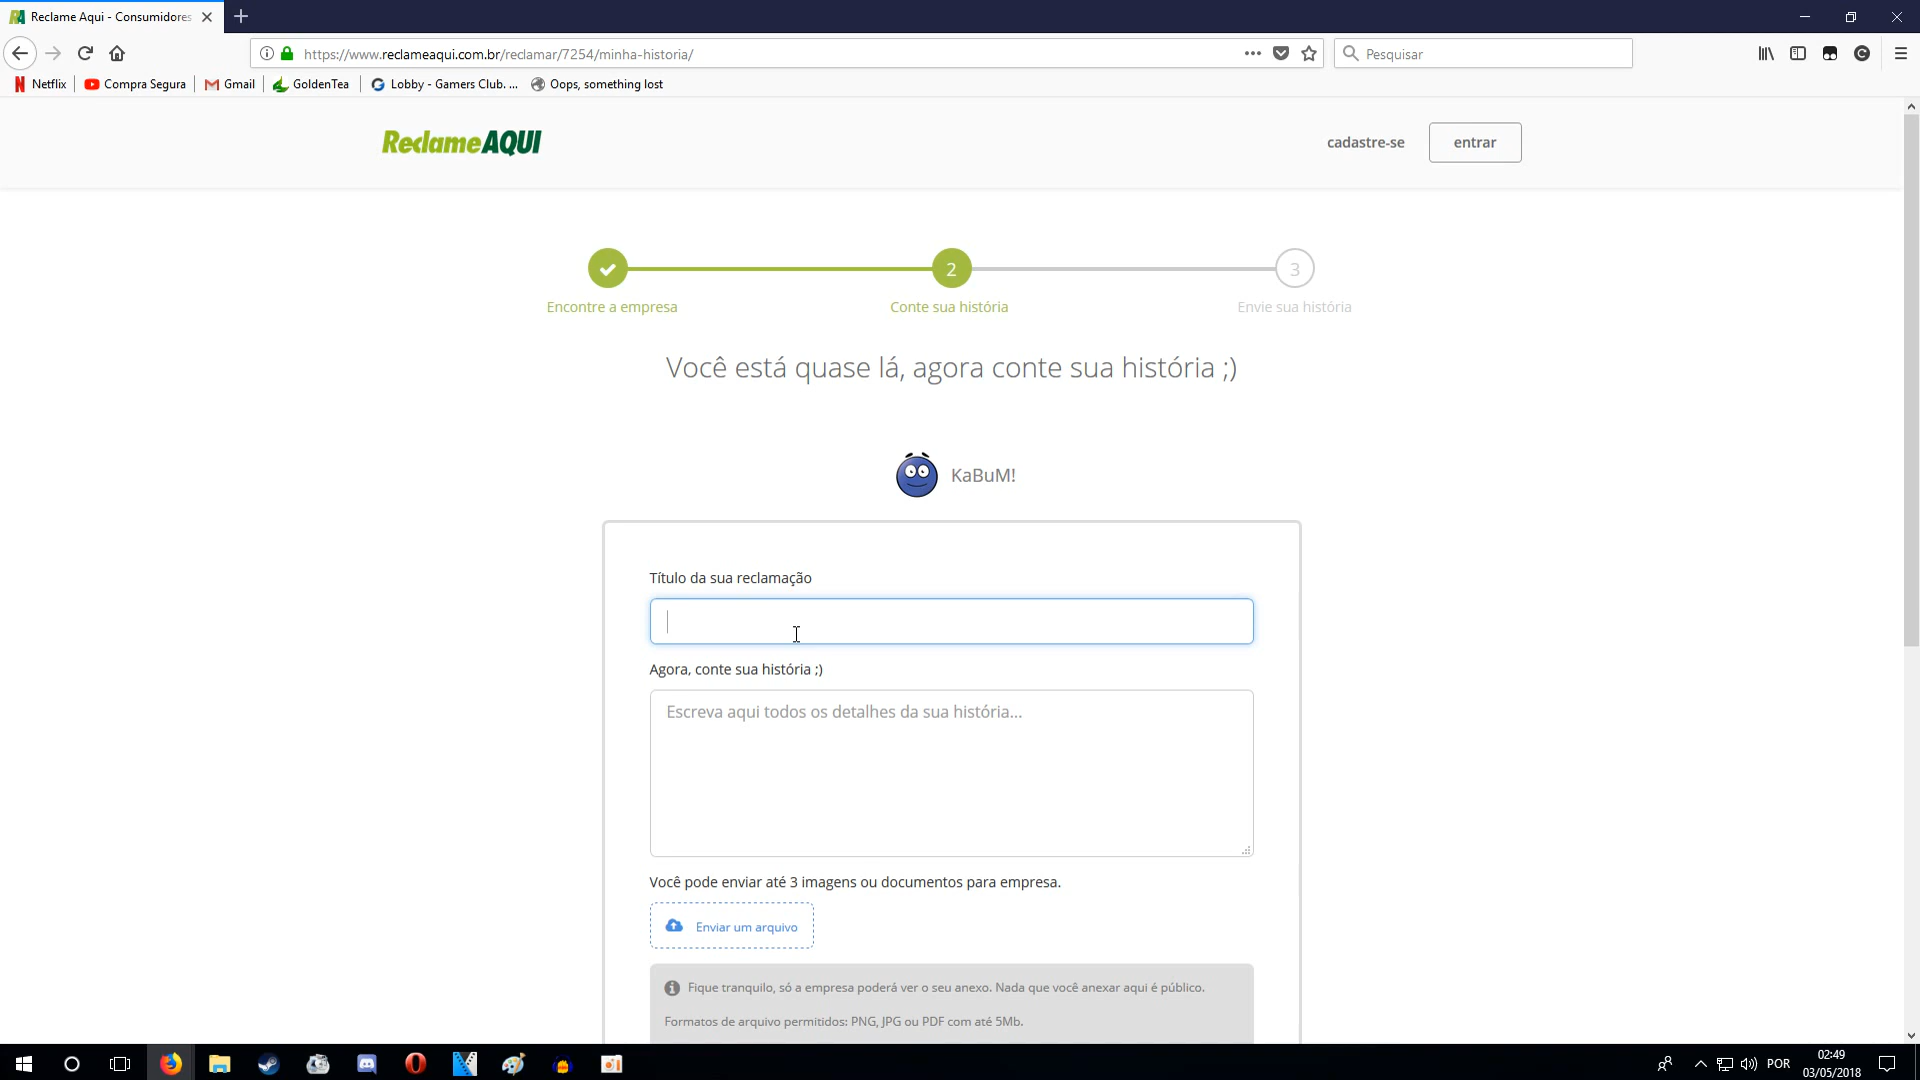 Reclame Aqui - Consumidores
https://www.reclameaqui.com.br/reclamar/7254/minha-historia/
Pesquisar
Netflix
Compra Segura
Gmail
GoldenTea
Lobby - Gamers Club. ...
Oops, something lost
ReclameAQUI
cadastre-se
entrar
2
3
Encontre a empresa
Conte sua história
Envie sua história
Você está quase lá, agora conte sua história ;)
KaBuM!
Título da sua reclamação
Agora, conte sua história ;)
Escreva aqui todos os detalhes da sua história...
Você pode enviar até 3 imagens ou documentos para empresa.
Enviar um arquivo
Fique tranquilo, só a empresa poderá ver o seu anexo. Nada que você anexar aqui é público.
Formatos de arquivo permitidos: PNG, JPG ou PDF com até 5Mb.
POR
02:49
03/05/2018